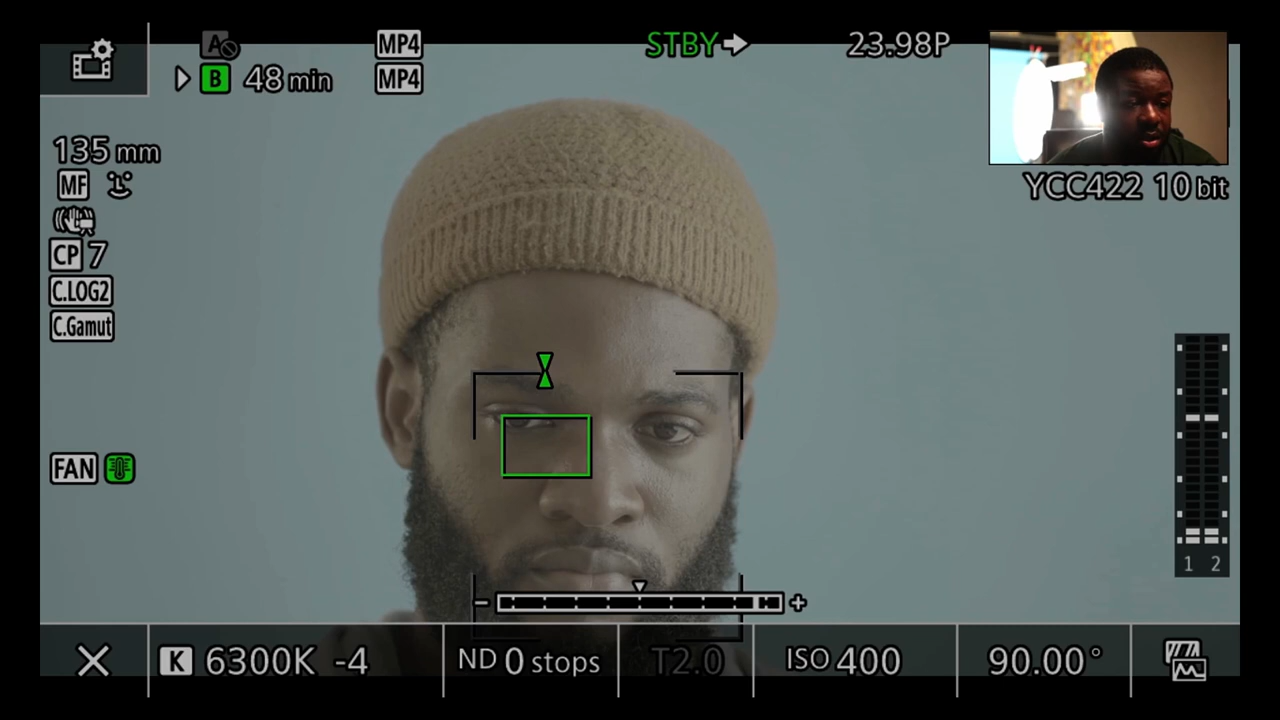 A
STBY
23.98P
MP4
B 48 min
MP4
135 mm
MF
YCC422 10 bit
CP 7
C.LOG2
C.Gamut
FAN
1 2
- +
K 6300K -4
ND 0 stops
T2.0
ISO 400
90.00°